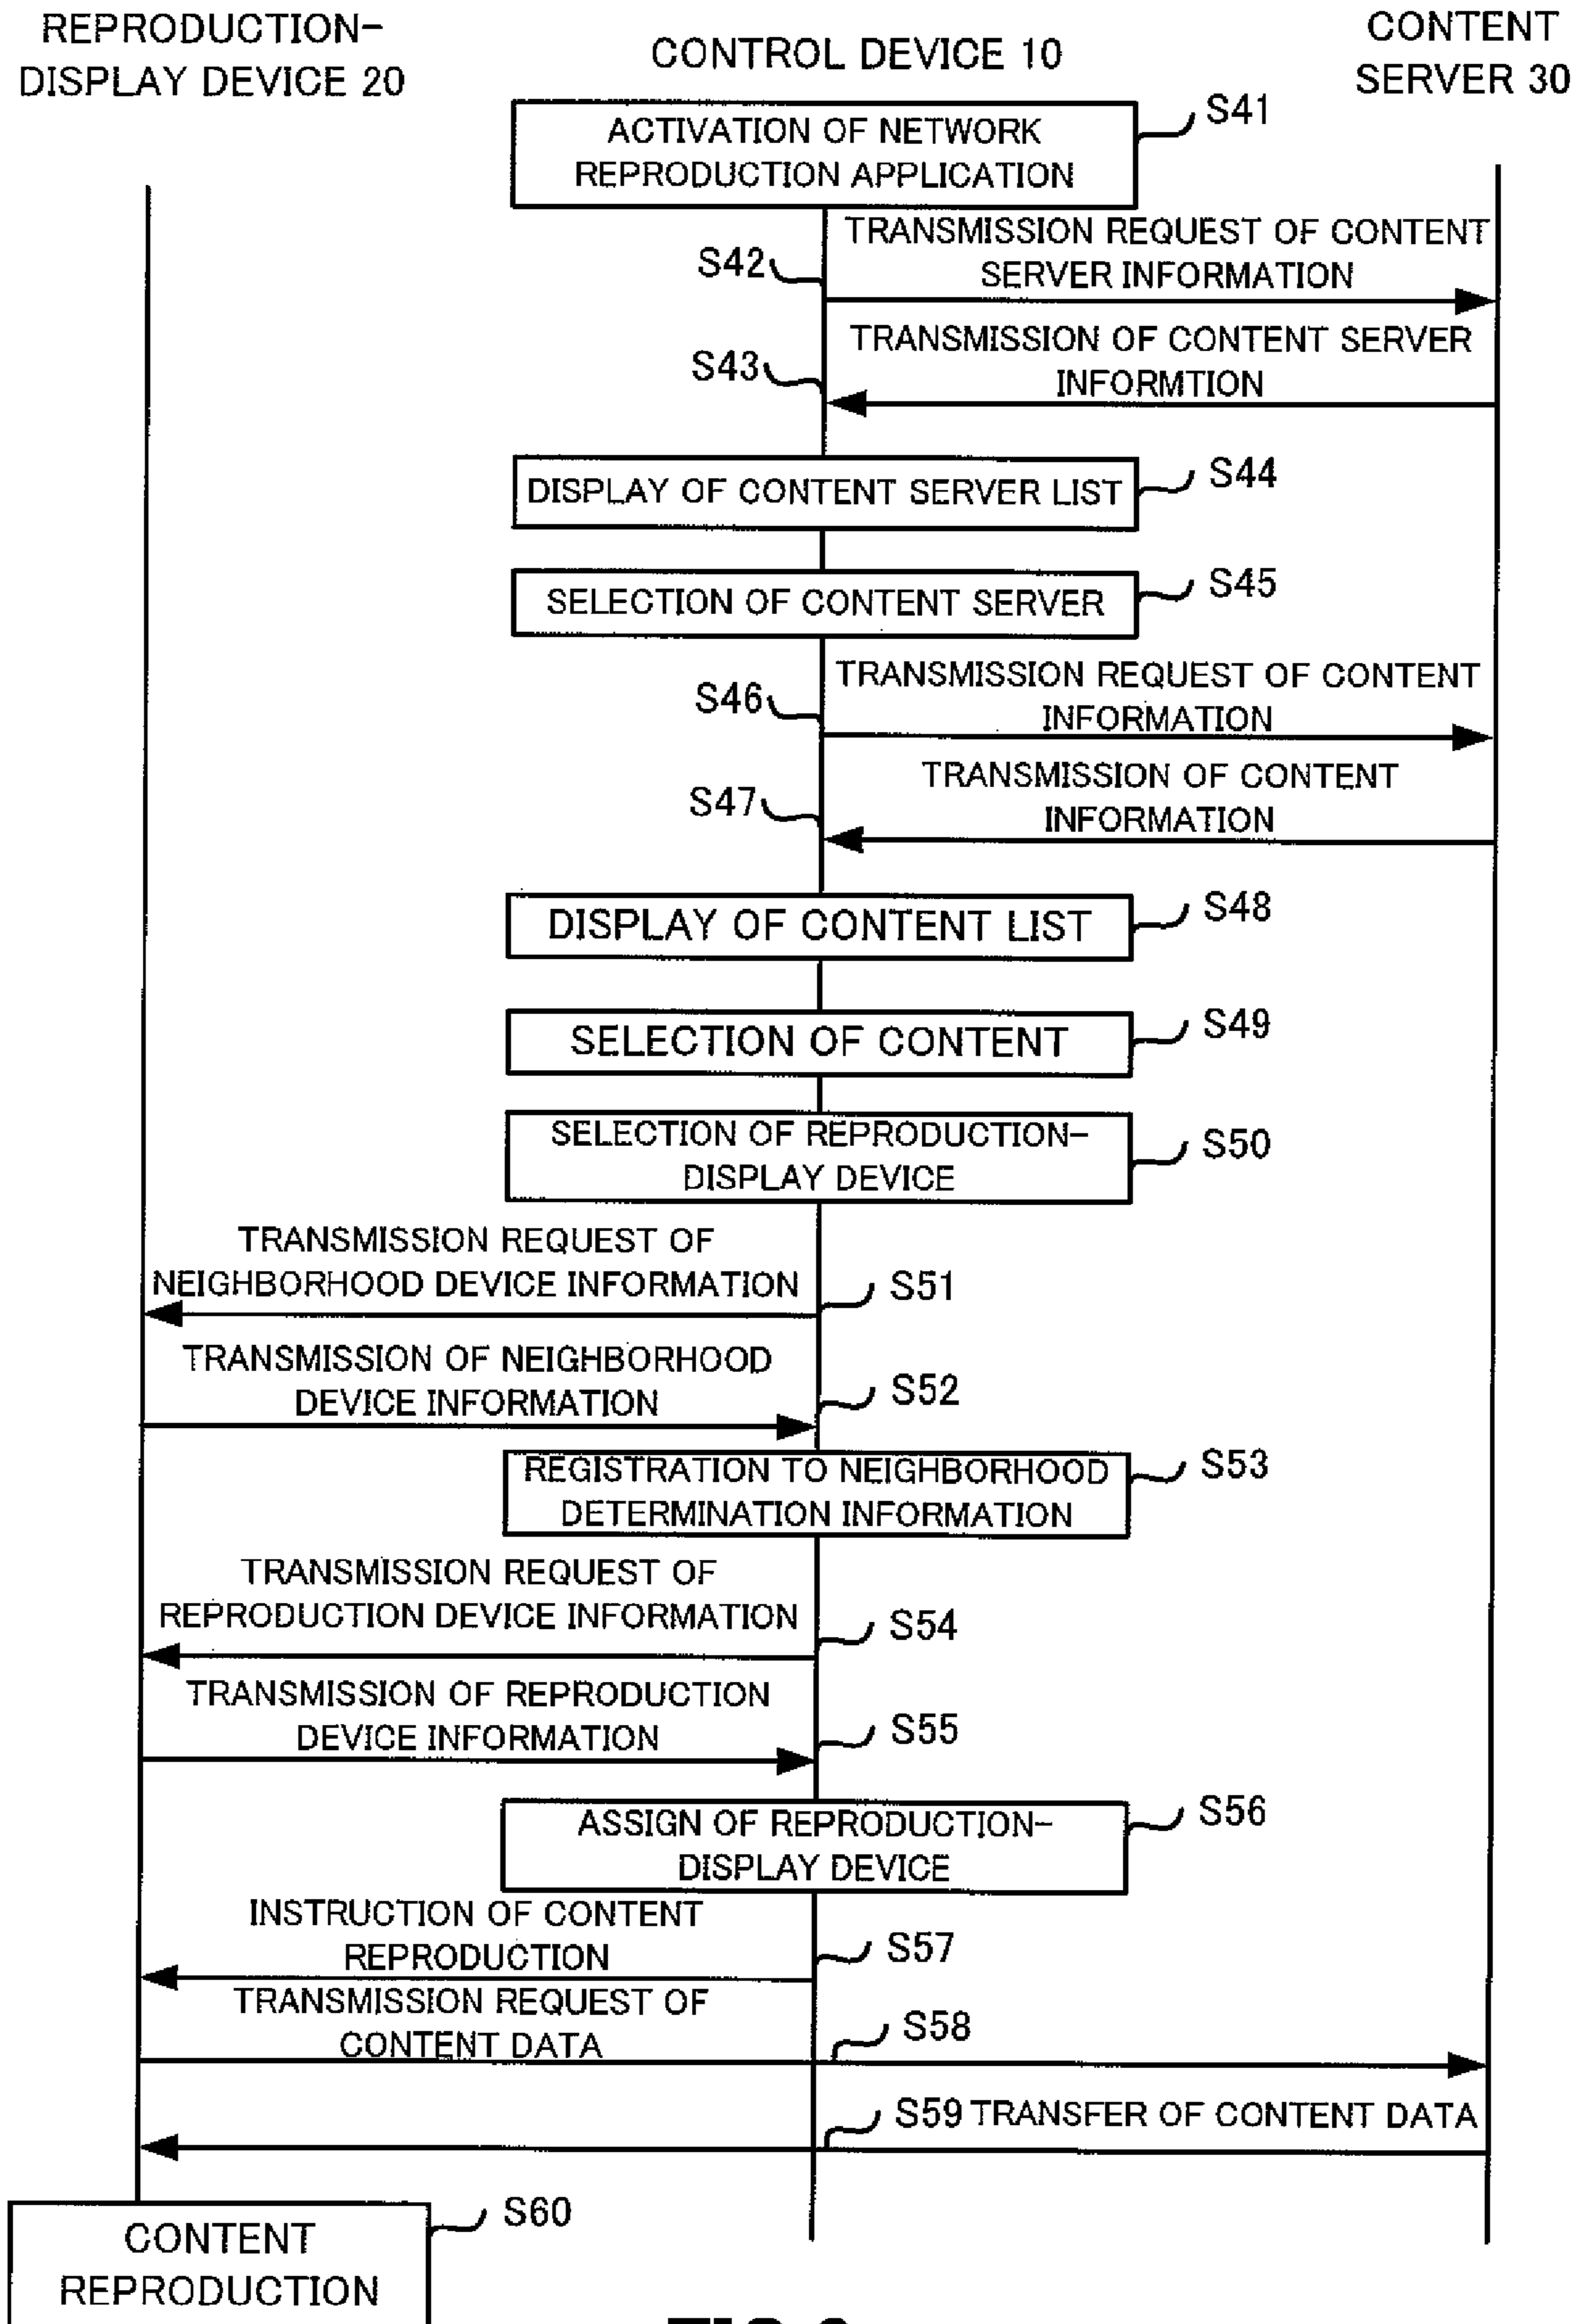 REPRODUCTION-
DISPLAY DEVICE 20
CONTROL DEVICE 10
CONTENT
SERVER 30
ACTIVATION OF NETWORK
REPRODUCTION APPLICATION
S41
TRANSMISSION REQUEST OF CONTENT
SERVER INFORMATION
S42
TRANSMISSION OF CONTENT SERVER
INFORMTION
S43
DISPLAY OF CONTENT SERVER LIST
S44
SELECTION OF CONTENT SERVER
S45
TRANSMISSION REQUEST OF CONTENT
INFORMATION
S46
TRANSMISSION OF CONTENT
INFORMATION
S47
DISPLAY OF CONTENT LIST
S48
SELECTION OF CONTENT
S49
SELECTION OF REPRODUCTION-
DISPLAY DEVICE
S50
TRANSMISSION REQUEST OF
NEIGHBORHOOD DEVICE INFORMATION
S51
TRANSMISSION OF NEIGHBORHOOD
DEVICE INFORMATION
S52
REGISTRATION TO NEIGHBORHOOD
DETERMINATION INFORMATION
S53
TRANSMISSION REQUEST OF
REPRODUCTION DEVICE INFORMATION
S54
TRANSMISSION OF REPRODUCTION
DEVICE INFORMATION
S55
ASSIGN OF REPRODUCTION-
DISPLAY DEVICE
S56
INSTRUCTION OF CONTENT
REPRODUCTION
S57
TRANSMISSION REQUEST OF
CONTENT DATA
S58
S59 TRANSFER OF CONTENT DATA
CONTENT
REPRODUCTION
S60